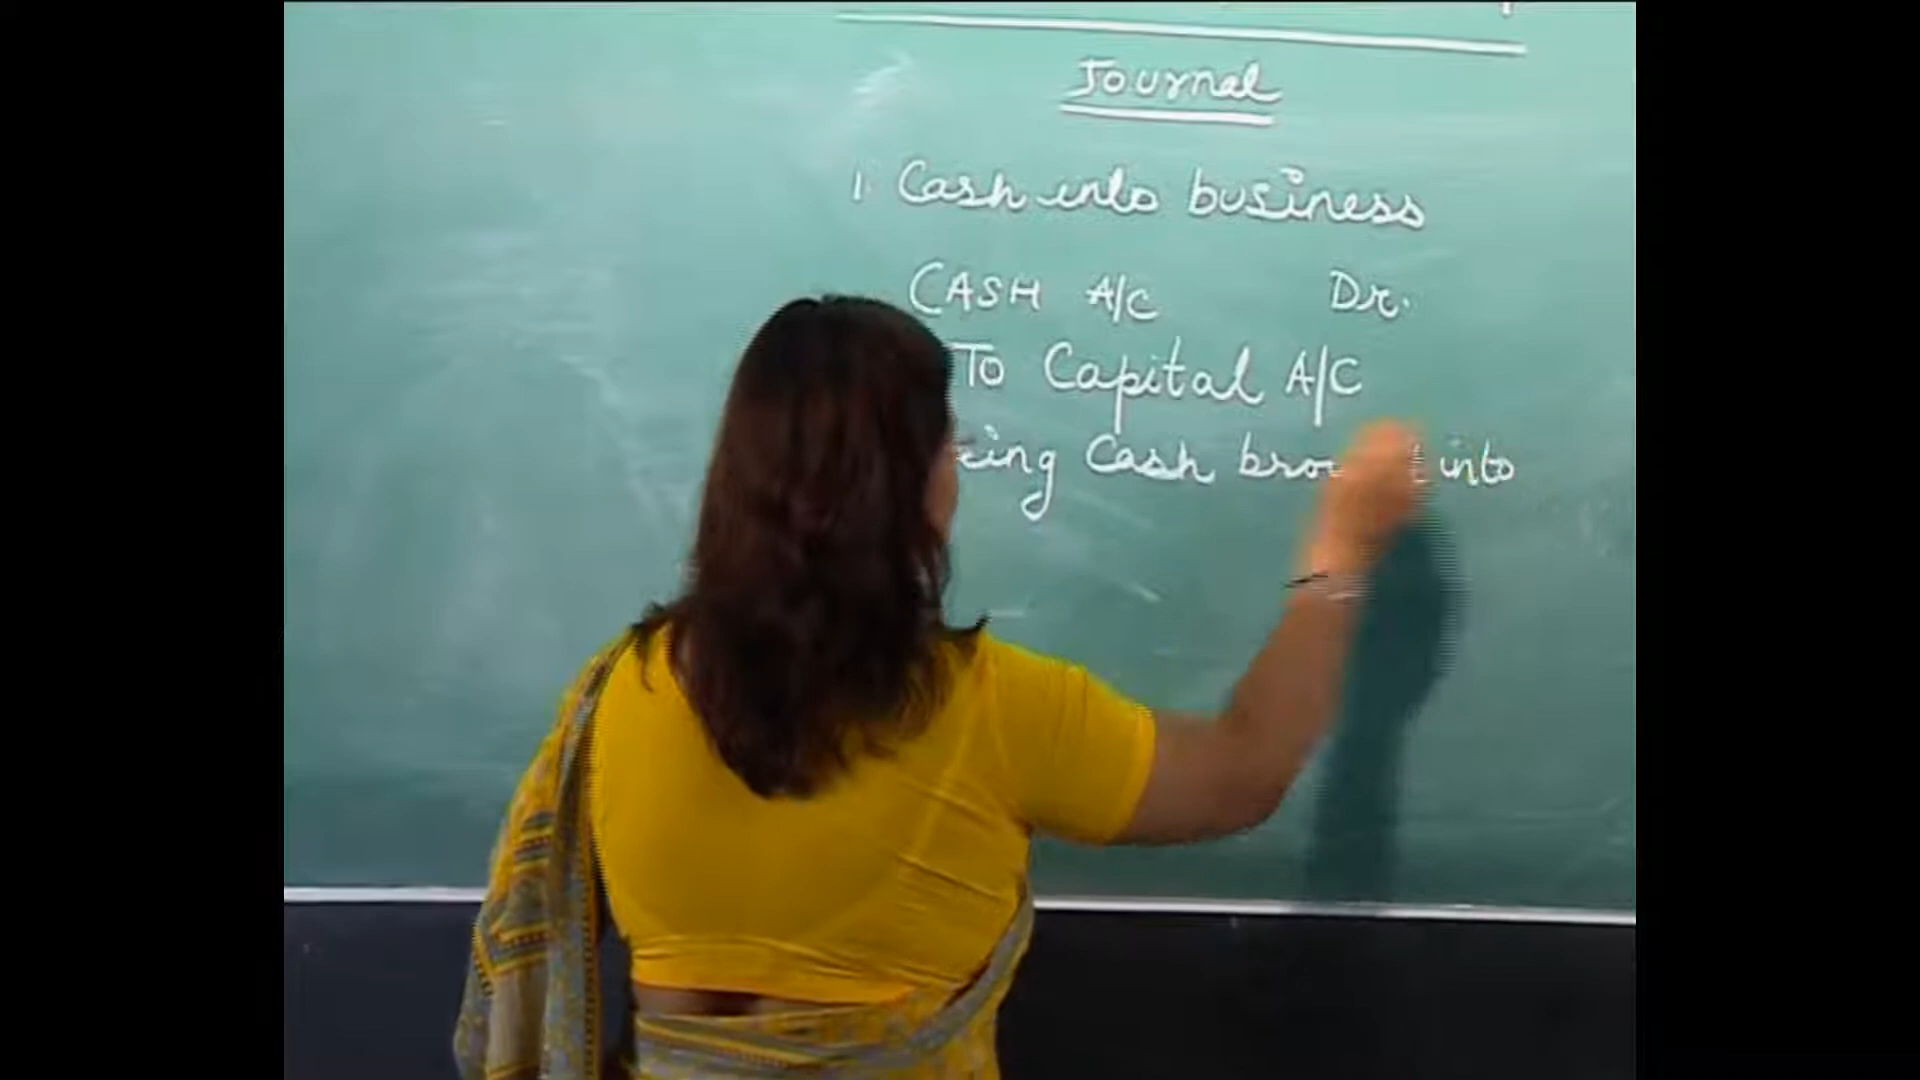 Journal
1. Cash into business
CASH A/C Dr.
To Capital A/C
Cash into